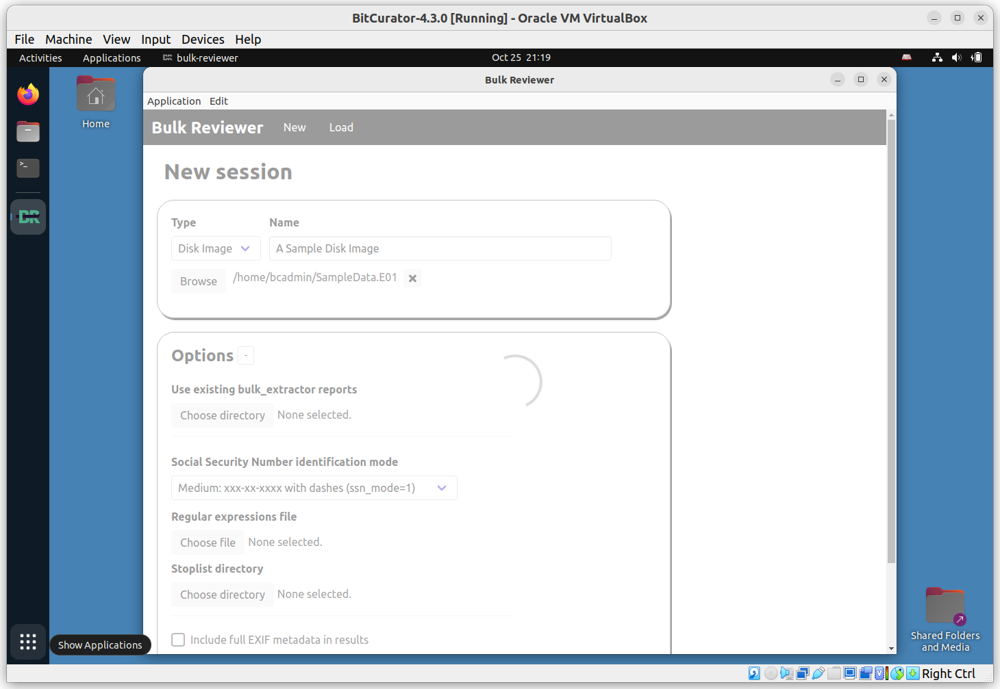 BitCurator-4.3.0 [Running] - Oracle VM VirtualBox
File Machine View Input Devices Help
Activities Applications bulk-reviewer Oct 25 21:19
Home
Bulk Reviewer
Application Edit
Bulk Reviewer New Load
New session
Type Name
Disk Image A Sample Disk Image
Browse /home/bcadmin/SampleData.E01
Options -
Use existing bulk_extractor reports
Choose directory None selected.
Social Security Number identification mode
Medium: xxx-xx-xxxx with dashes (ssn_mode=1)
Regular expressions file
Choose file None selected.
Stoplist directory
Choose directory None selected.
Include full EXIF metadata in results
Show Applications
Shared Folders
and Media
Right Ctrl